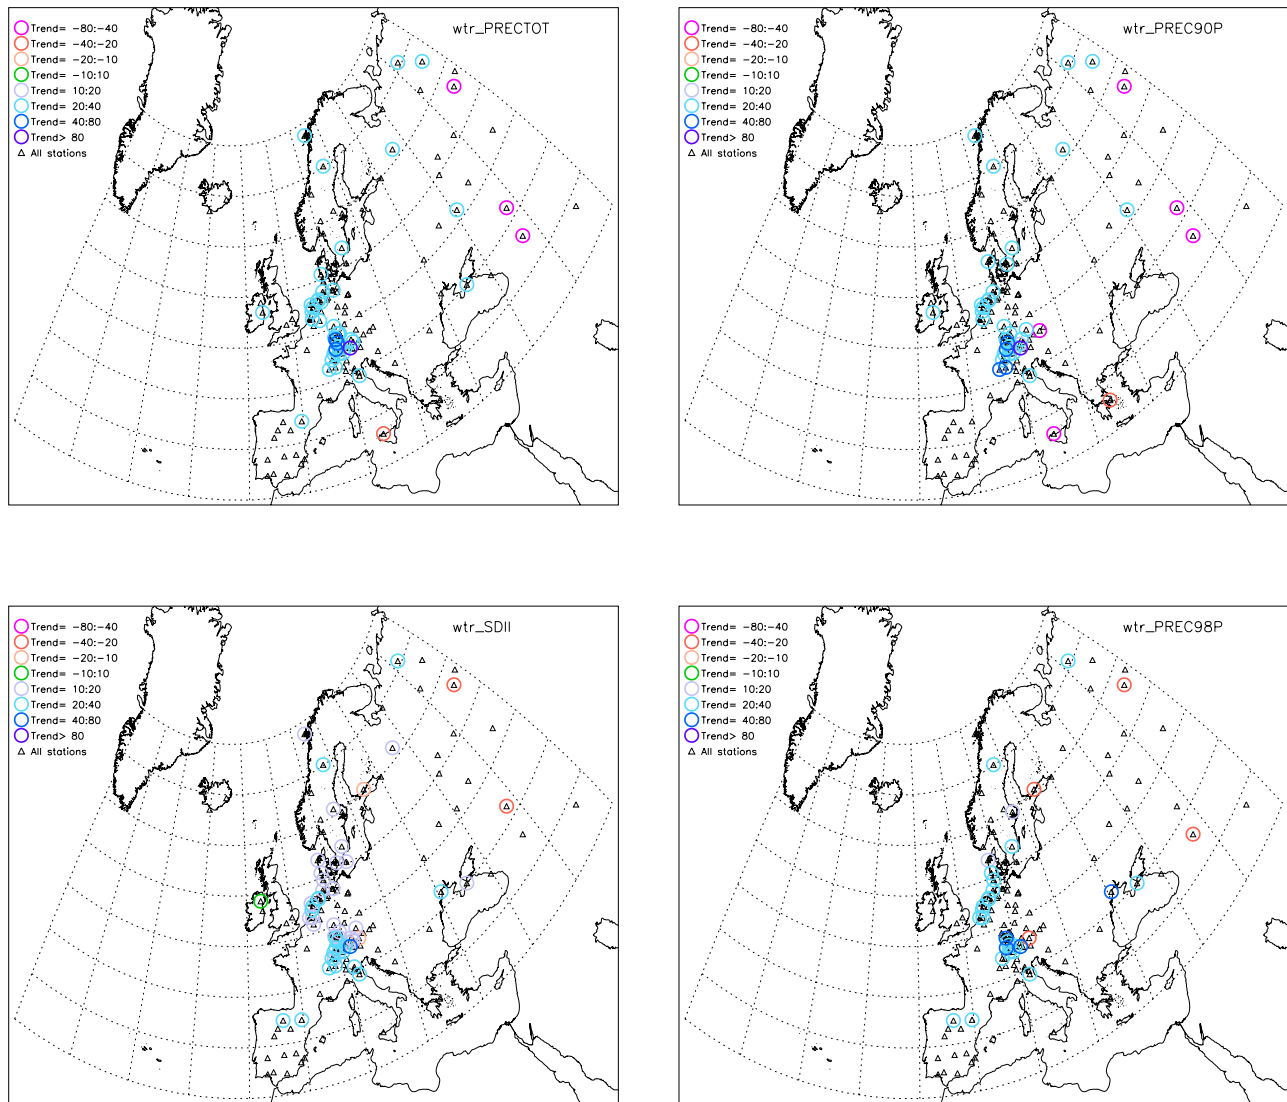 wtr_PRECTOT
Trend= -80:-40
Trend= -40:-20
Trend= -20:-10
Trend= -10:10
Trend= 10:20
Trend= 20:40
Trend= 40:80
Trend> 80
All stations
wtr_PREC90P
Trend= -80:-40
Trend= -40:-20
Trend= -20:-10
Trend= -10:10
Trend= 10:20
Trend= 20:40
Trend= 40:80
Trend> 80
All stations
wtr_SDII
Trend= -80:-40
Trend= -40:-20
Trend= -20:-10
Trend= -10:10
Trend= 10:20
Trend= 20:40
Trend= 40:80
Trend> 80
All stations
wtr_PREC98P
Trend= -80:-40
Trend= -40:-20
Trend= -20:-10
Trend= -10:10
Trend= 10:20
Trend= 20:40
Trend= 40:80
Trend> 80
All stations